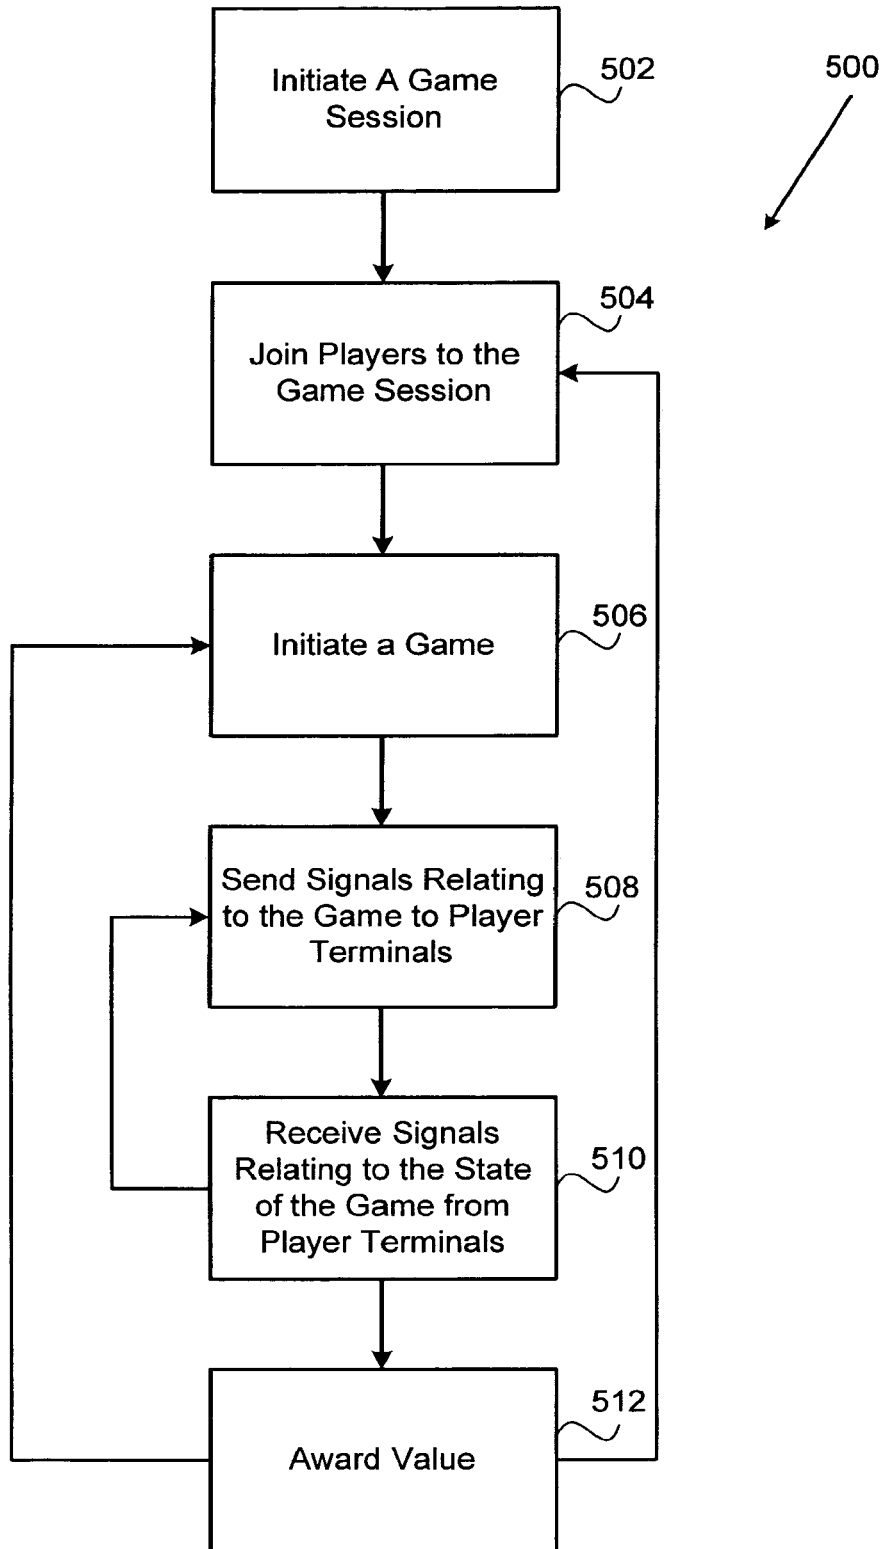 Initiate A Game
Session
502
500
Join Players to the
Game Session
504
Initiate a Game
506
Send Signals Relating
to the Game to Player
Terminals
508
Receive Signals
Relating to the State
of the Game from
Player Terminals
510
Award Value
512